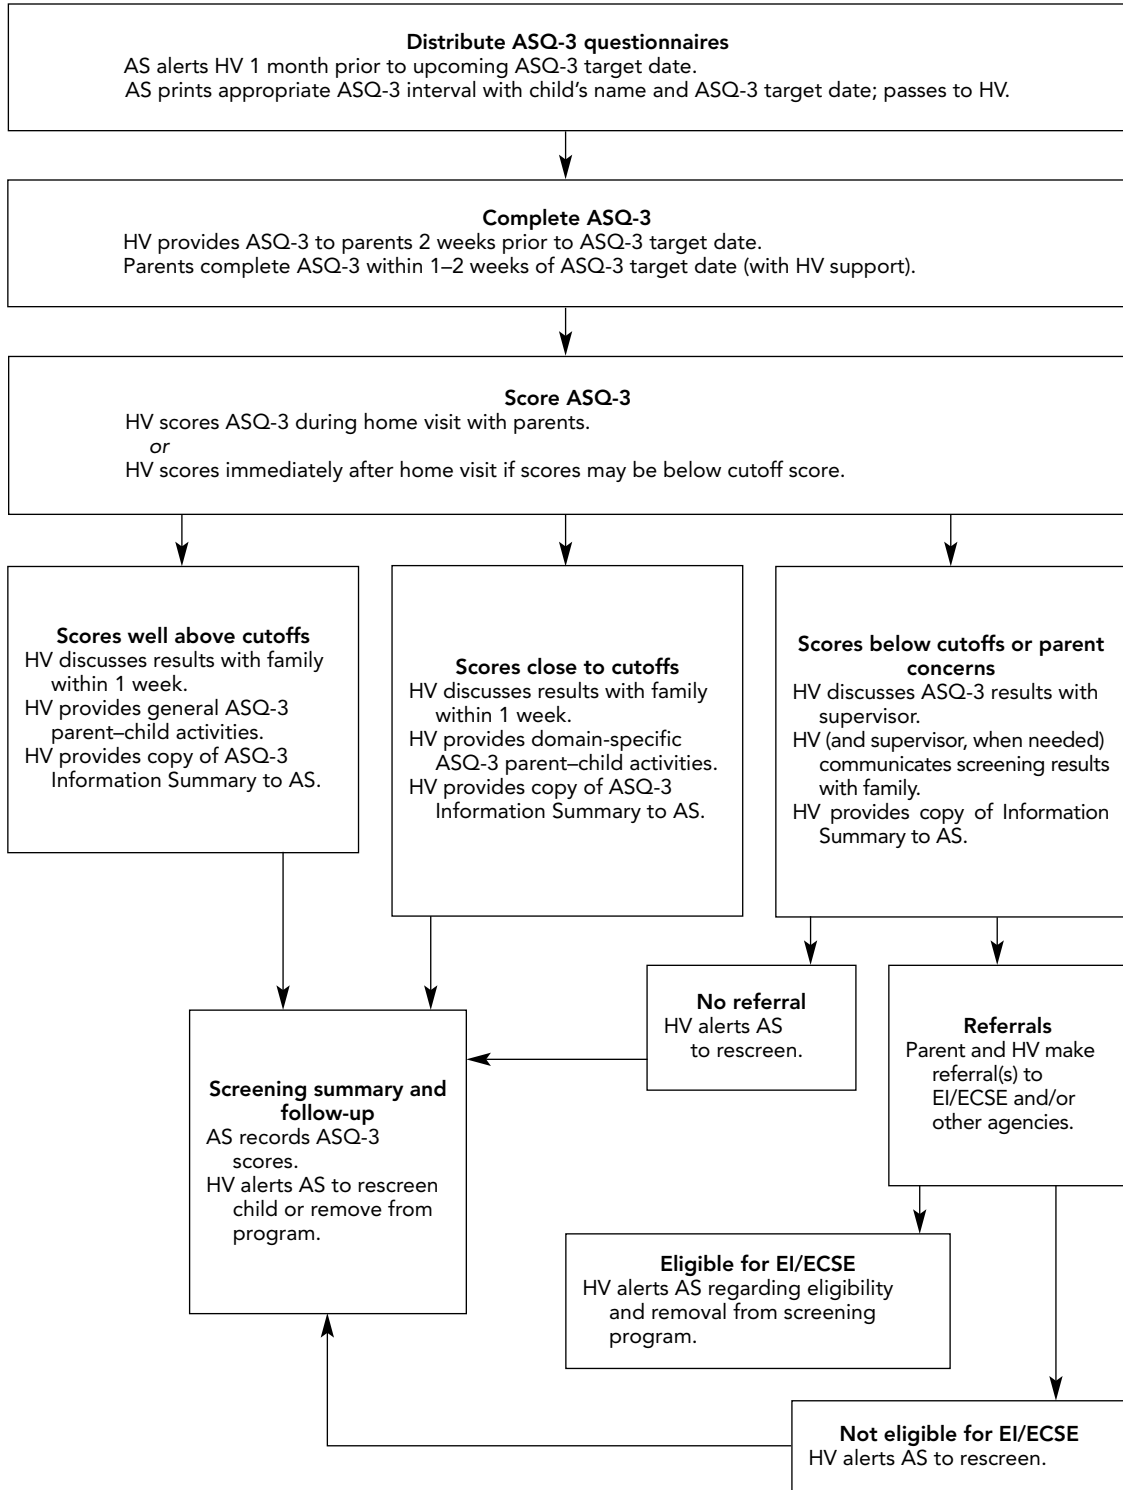 Distribute ASQ-3 questionnaires
AS alerts HV 1 month prior to upcoming ASQ-3 target date.
AS prints appropriate ASQ-3 interval with child’s name and ASQ-3 target date; passes to HV.
Complete ASQ-3
HV provides ASQ-3 to parents 2 weeks prior to ASQ-3 target date.
Parents complete ASQ-3 within 1–2 weeks of ASQ-3 target date (with HV support).
Score ASQ-3
HV scores ASQ-3 during home visit with parents.
or
HV scores immediately after home visit if scores may be below cutoff score.
Scores well above cutoffs
HV discusses results with family
within 1 week.
HV provides general ASQ-3
parent–child activities.
HV provides copy of ASQ-3
Information Summary to AS.
Scores close to cutoffs
HV discusses results with family
within 1 week.
HV provides domain-specific
ASQ-3 parent–child activities.
HV provides copy of ASQ-3
Information Summary to AS.
Scores below cutoffs or parent
concerns
HV discusses ASQ-3 results with
supervisor.
HV (and supervisor, when needed)
communicates screening results
with family.
HV provides copy of Information
Summary to AS.
No referral
HV alerts AS
to rescreen.
Referrals
Parent and HV make
referral(s) to
EI/ECSE and/or
other agencies.
Screening summary and
follow-up
AS records ASQ-3
scores.
HV alerts AS to rescreen
child or remove from
program.
Eligible for EI/ECSE
HV alerts AS regarding eligibility
and removal from screening
program.
Not eligible for EI/ECSE
HV alerts AS to rescreen.